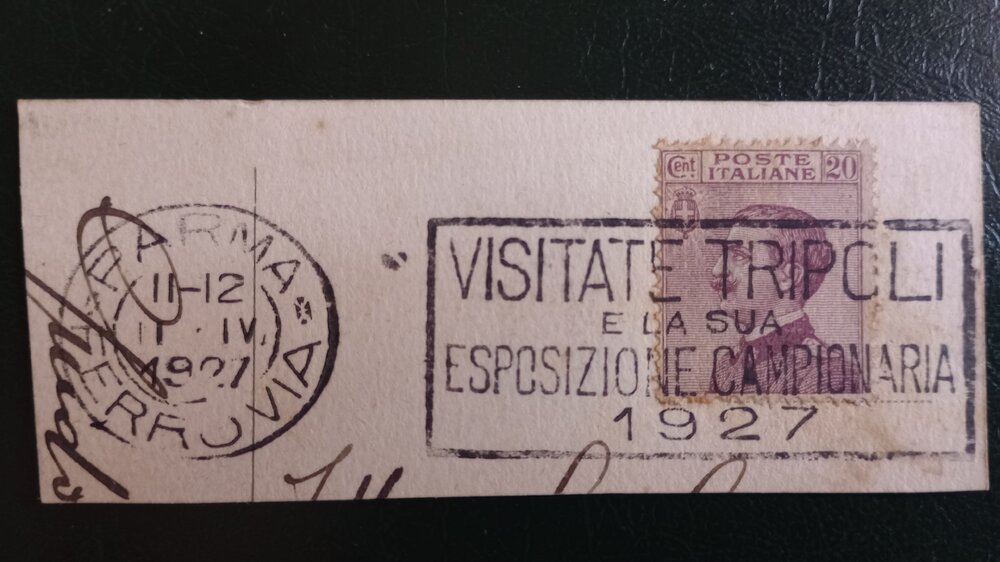 PARMA
11-12
11 IV
1927
FERROVIA
Cent. POSTE ITALIANE 20
VISITATE TRIPOLI
E LA SUA
ESPOSIZIONE CAMPIONARIA
1927